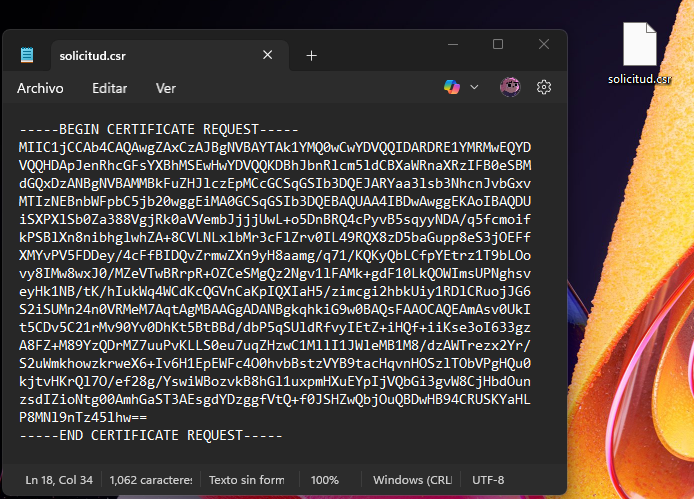 solicitud.csr
Archivo Editar Ver
-----BEGIN CERTIFICATE REQUEST-----
MIIC1jCCAb4CAQAwgZAxCzAJBgNVBAYTAk1YMQ0wCwYDVQQIDARDRE1YMRMwEQYD
VQQHDApJenRhcGFsYXBhMSEwHwYDVQQKDBhJbnRlcm5ldCBXaWRnaXRzIFB0eSBM
dGQxDzANBgNVBAMMBkFuZHJlczEpMCcGCSqGSIb3DQEJARYaa3lsb3NhcnJvbGxv
MTIzNEBnbWFpbC5jb20wggEiMA0GCSqGSIb3DQEBAQUAA4IBDwAwggEKAoIBAQDU
iSXPXlSb0Za388VgjRk0aVVembJjjjUwL+o5DnBRQ4cPyvB5sqyyNDA/q5fcmoif
kPSBlXn8nibhglwhZA+8CVLNLxlbMr3cFlZrv0IL49RQX8zD5baGupp8eS3jOEFf
XMYvPV5FDDey/4cFfBIDQvZrmwZXn9yH8aamg/q71/KQKyQbLCfpYEtrz1T9bLOo
vy8IMw8wxJ0/MZeVTwBRrpR+OZCeSMgQz2Ngv1lFAMk+gdF10LkQOWImsUPNghsv
eyHk1NB/tK/hIukWq4WCdKcQGVnCaKpIQXIaH5/zimcgi2hbkUiy1RDlCRuojJG6
S2iSUMn24n0VRMeM7AqtAgMBAAGgADANBgkqhkiG9w0BAQsFAAOCAQEAmAsv0UkI
t5CDv5C21rMv90Yv0DhKt5BtBBd/dbP5qSUldRfvyIEtZ+iHQf+iiKse3oI633gz
A8FZ+M89YzQDrMZ7uuPvKLLS0eu7uqZHzwC1MllI1JWleMB1M8/dzAWTrezx2Yr/
S2uWmkhowzkrweX6+Iv6H1EpEWFc4O0hvbBstzVYB9tacHqvnHOSzlTObVPgHQu0
kjtvHKrQl7O/ef28g/YswiWBozvkB8hGl1uxpmHXuEYpIjVQbGi3gvW8CjHbdOun
zsdIZioNtg00AmhGaST3AEsgdYDzggfVtQ+f0JSHZwQbjOuQBDwHB94CRUSKYaHL
P8MNl9nTz45lhw==
-----END CERTIFICATE REQUEST-----
Ln 18, Col 34 1,062 caracteres Texto sin form 100% Windows (CRL UTF-8
solicitud.csr